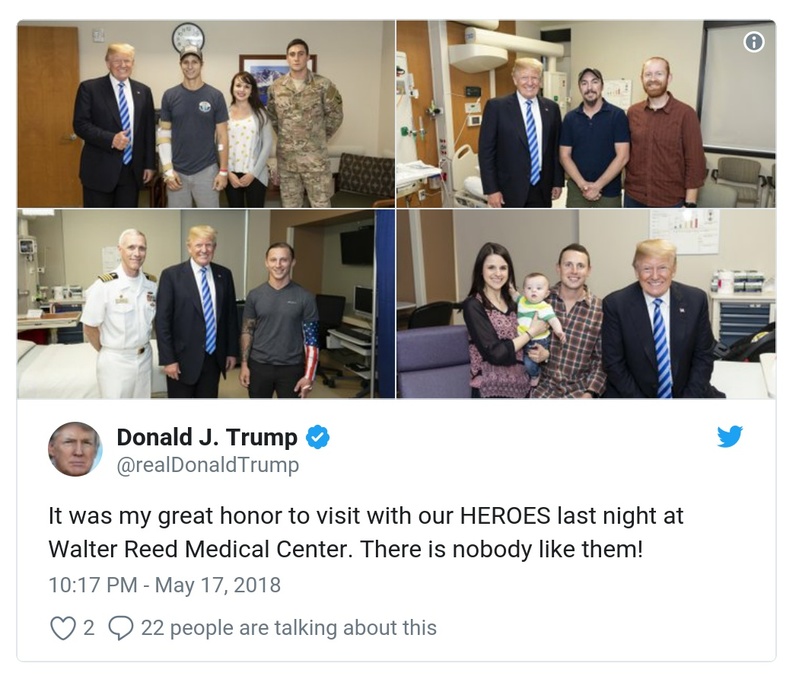 Donald J. Trump
@realDonaldTrump
It was my great honor to visit with our HEROES last night at
Walter Reed Medical Center. There is nobody like them!
10:17 PM - May 17, 2018
2 22 people are talking about this